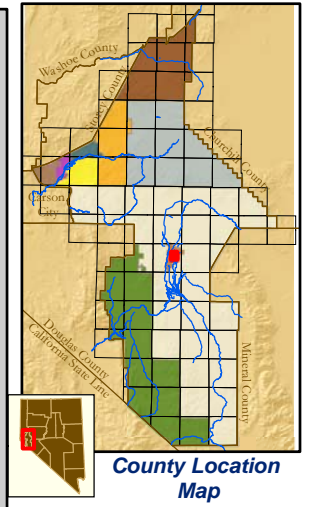 Washoe County
Storey County
Churchill County
Carson
City
Douglas County
California State Line
Mineral County
County Location
Map